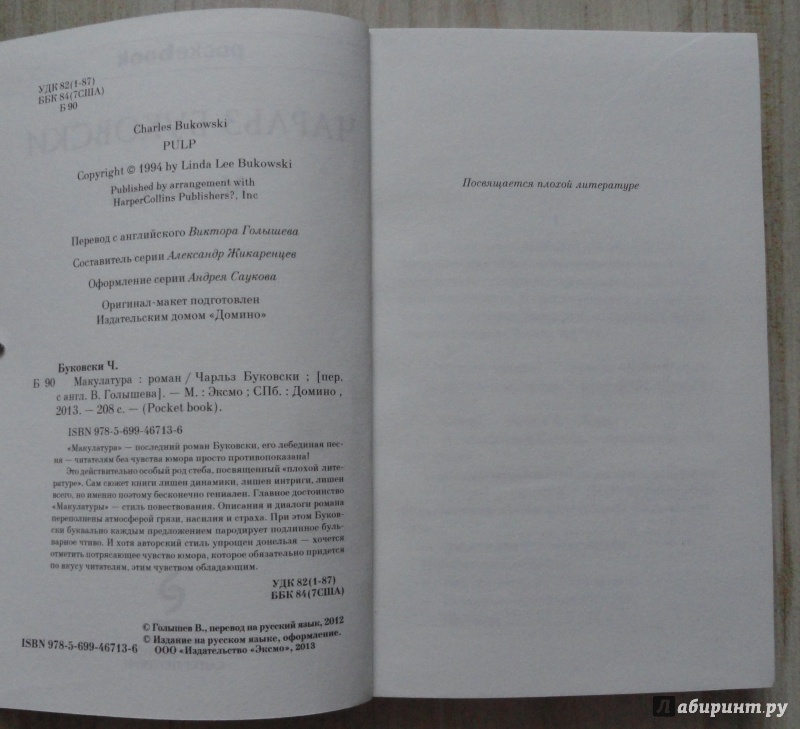 УДК 82(1-87)
ББК 84(7США)
Б 90
Charles Bukowski
PULP
Copyright © 1994 by Linda Lee Bukowski
Published by arrangement with
HarperCollins Publishers?, Inc
Перевод с английского Виктора Голышева
Составитель серии Александр Жикаренцев
Оформление серии Андрея Саукова
Оригинал-макет подготовлен
Издательским домом «Домино»
Буковски Ч.
Б 90 Макулатура : роман / Чарльз Буковски ; [пер.
с англ. В. Голышева]. — М. : Эксмо ; СПб. : Домино ,
2013. — 208 с. — (Pocket book).
ISBN 978-5-699-46713-6
«Макулатура» — последний роман Буковски, его лебединая пес-
ня — читателям без чувства юмора просто противопоказана!
Это действительно особый род стеба, посвященный «плохой лите-
ратуре». Сам сюжет книги лишен динамики, лишен интриги, лишен
всего, но именно поэтому бесконечно гениален. Главное достоинство
«Макулатуры» — стиль повествования. Описания и диалоги романа
переполнены атмосферой грязи, насилия и страха. При этом Буков-
ски буквально каждым предложением пародирует подлинное буль-
варное чтиво. И хотя авторский стиль упрощен донельзя — хочется
отметить потрясающее чувство юмора, которое обязательно придется
по вкусу читателям, этим чувством обладающим.
УДК 82(1-87)
ББК 84(7США)
© Голышев В., перевод на русский язык, 2012
© Издание на русском языке, оформление.
ООО «Издательство «Эксмо», 2013
ISBN 978-5-699-46713-6
Посвящается плохой литературе
Лабиринт.ру